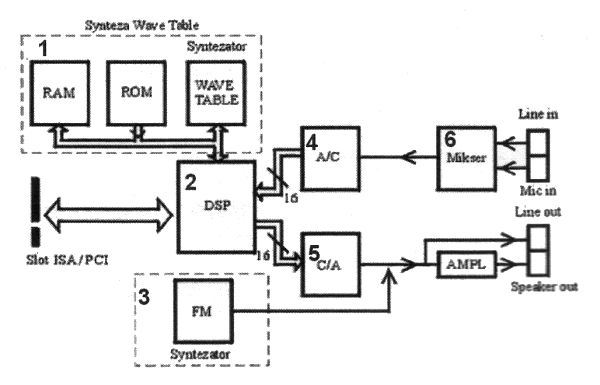 Synteza Wave Table
1
Syntezator
RAM
ROM
WAVE
TABLE
Line in
4
A/C
6
Mikser
Mic in
2
DSP
16
Line out
Slot ISA/PCI
16
5
C/A
AMPL
Speaker out
3
FM
Syntezator